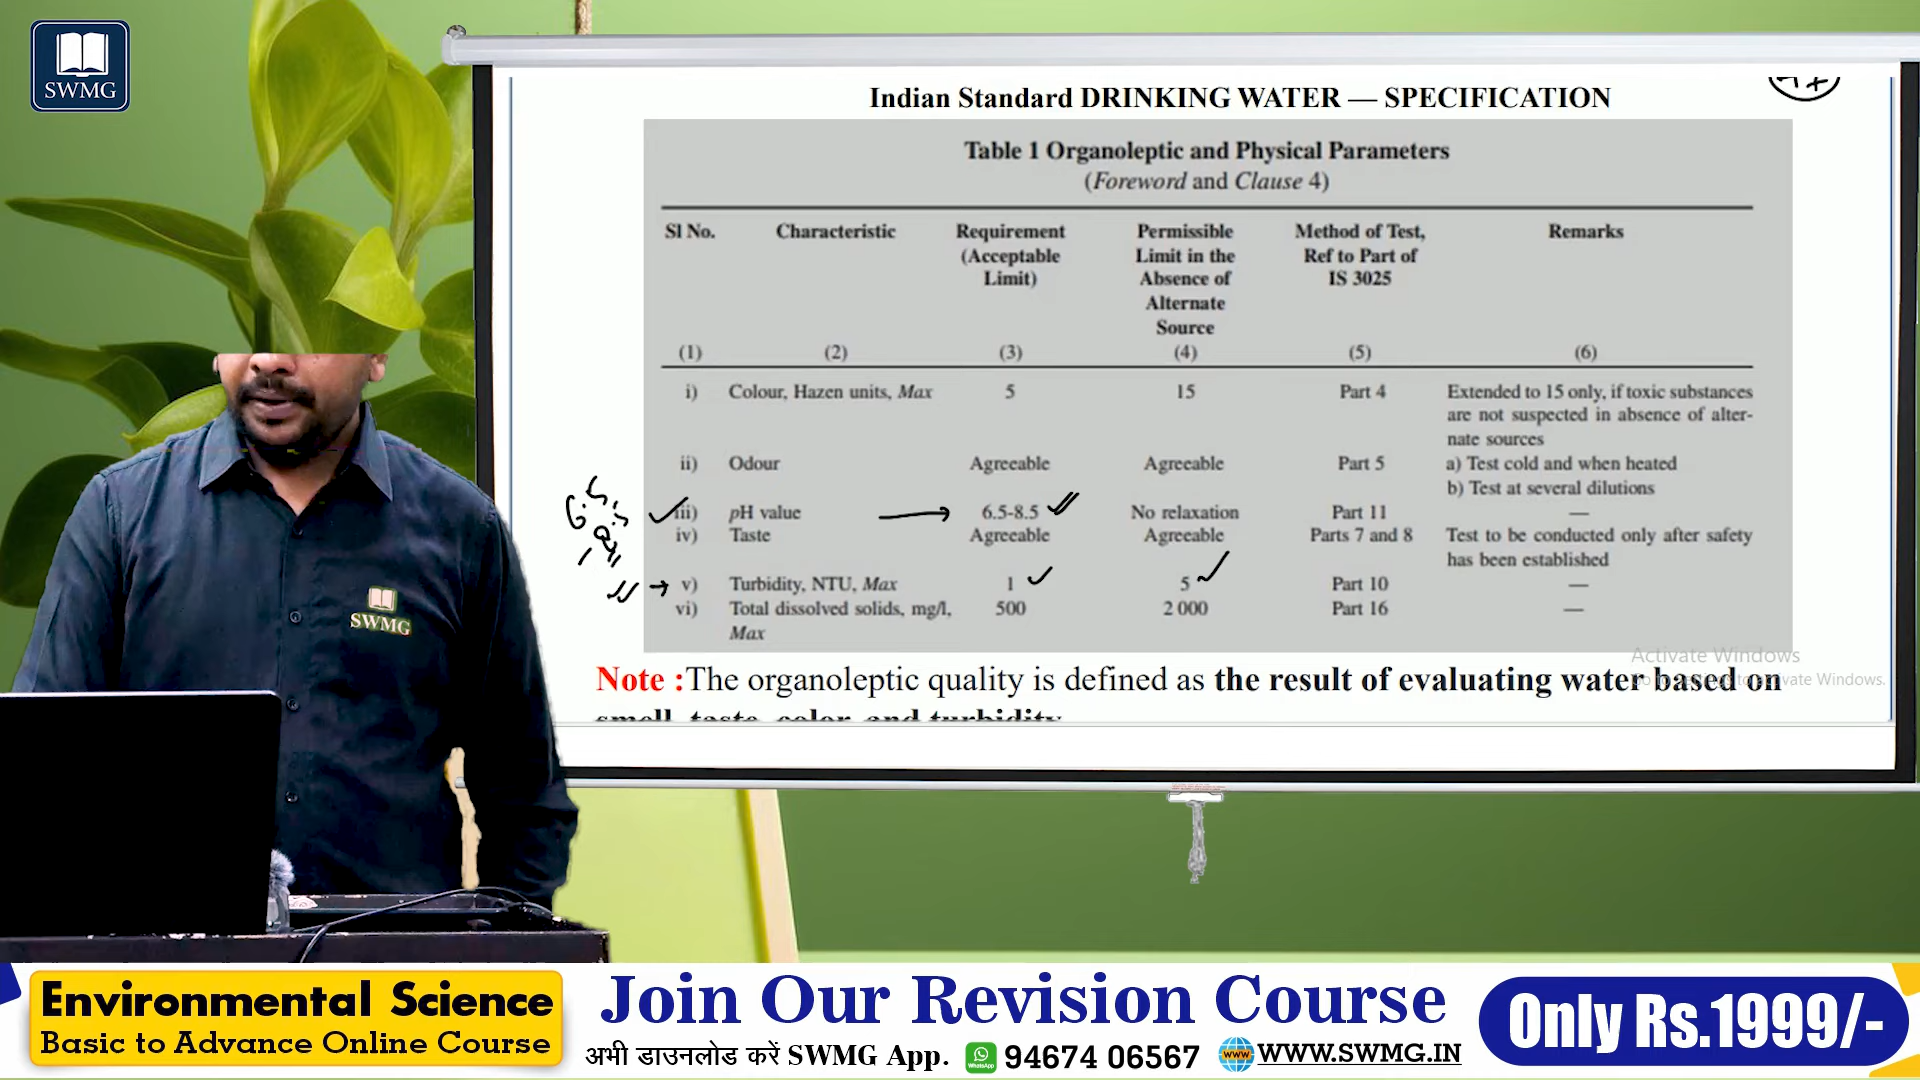 SWMG
Indian Standard DRINKING WATER — SPECIFICATION
Table 1 Organoleptic and Physical Parameters
(Foreword and Clause 4)
Sl No. Characteristic Requirement (Acceptable Limit) Permissible Limit in the Absence of Alternate Source Method of Test, Ref to Part of IS 3025 Remarks
(1) (2) (3) (4) (5) (6)
i) Colour, Hazen units, Max 5 15 Part 4 Extended to 15 only, if toxic substances
are not suspected in absence of alter-
nate sources
ii) Odour Agreeable Agreeable Part 5 a) Test cold and when heated
b) Test at several dilutions
iii) pH value 6.5-8.5 No relaxation Part 11 —
iv) Taste Agreeable Agreeable Parts 7 and 8 Test to be conducted only after safety
has been established
v) Turbidity, NTU, Max 1 5 Part 10 —
vi) Total dissolved solids, mg/l, 500 2 000 Part 16 —
Max
Activate Windows
Note :The organoleptic quality is defined as the result of evaluating water based on
smell, taste, color, and turbidity.
SWMG
Environmental Science
Basic to Advance Online Course
Join Our Revision Course
अभी डाउनलोड करें SWMG App. WhatsApp 94674 06567 www WWW.SWMG.IN
Only Rs.1999/-